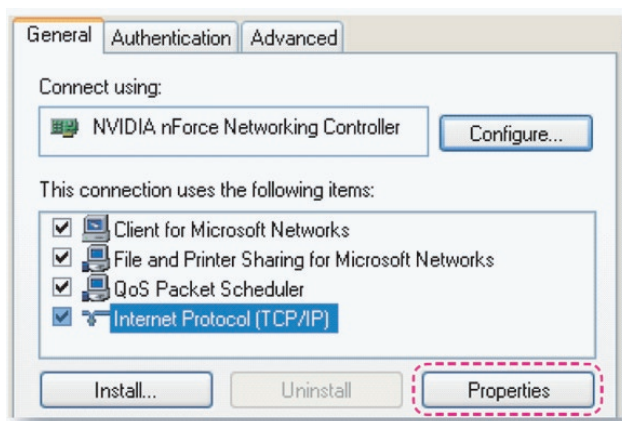 General Authentication Advanced
Connect using:
NVIDIA nForce Networking Controller Configure...
This connection uses the following items:
Client for Microsoft Networks
File and Printer Sharing for Microsoft Networks
QoS Packet Scheduler
Internet Protocol (TCP/IP)
Install... Uninstall Properties